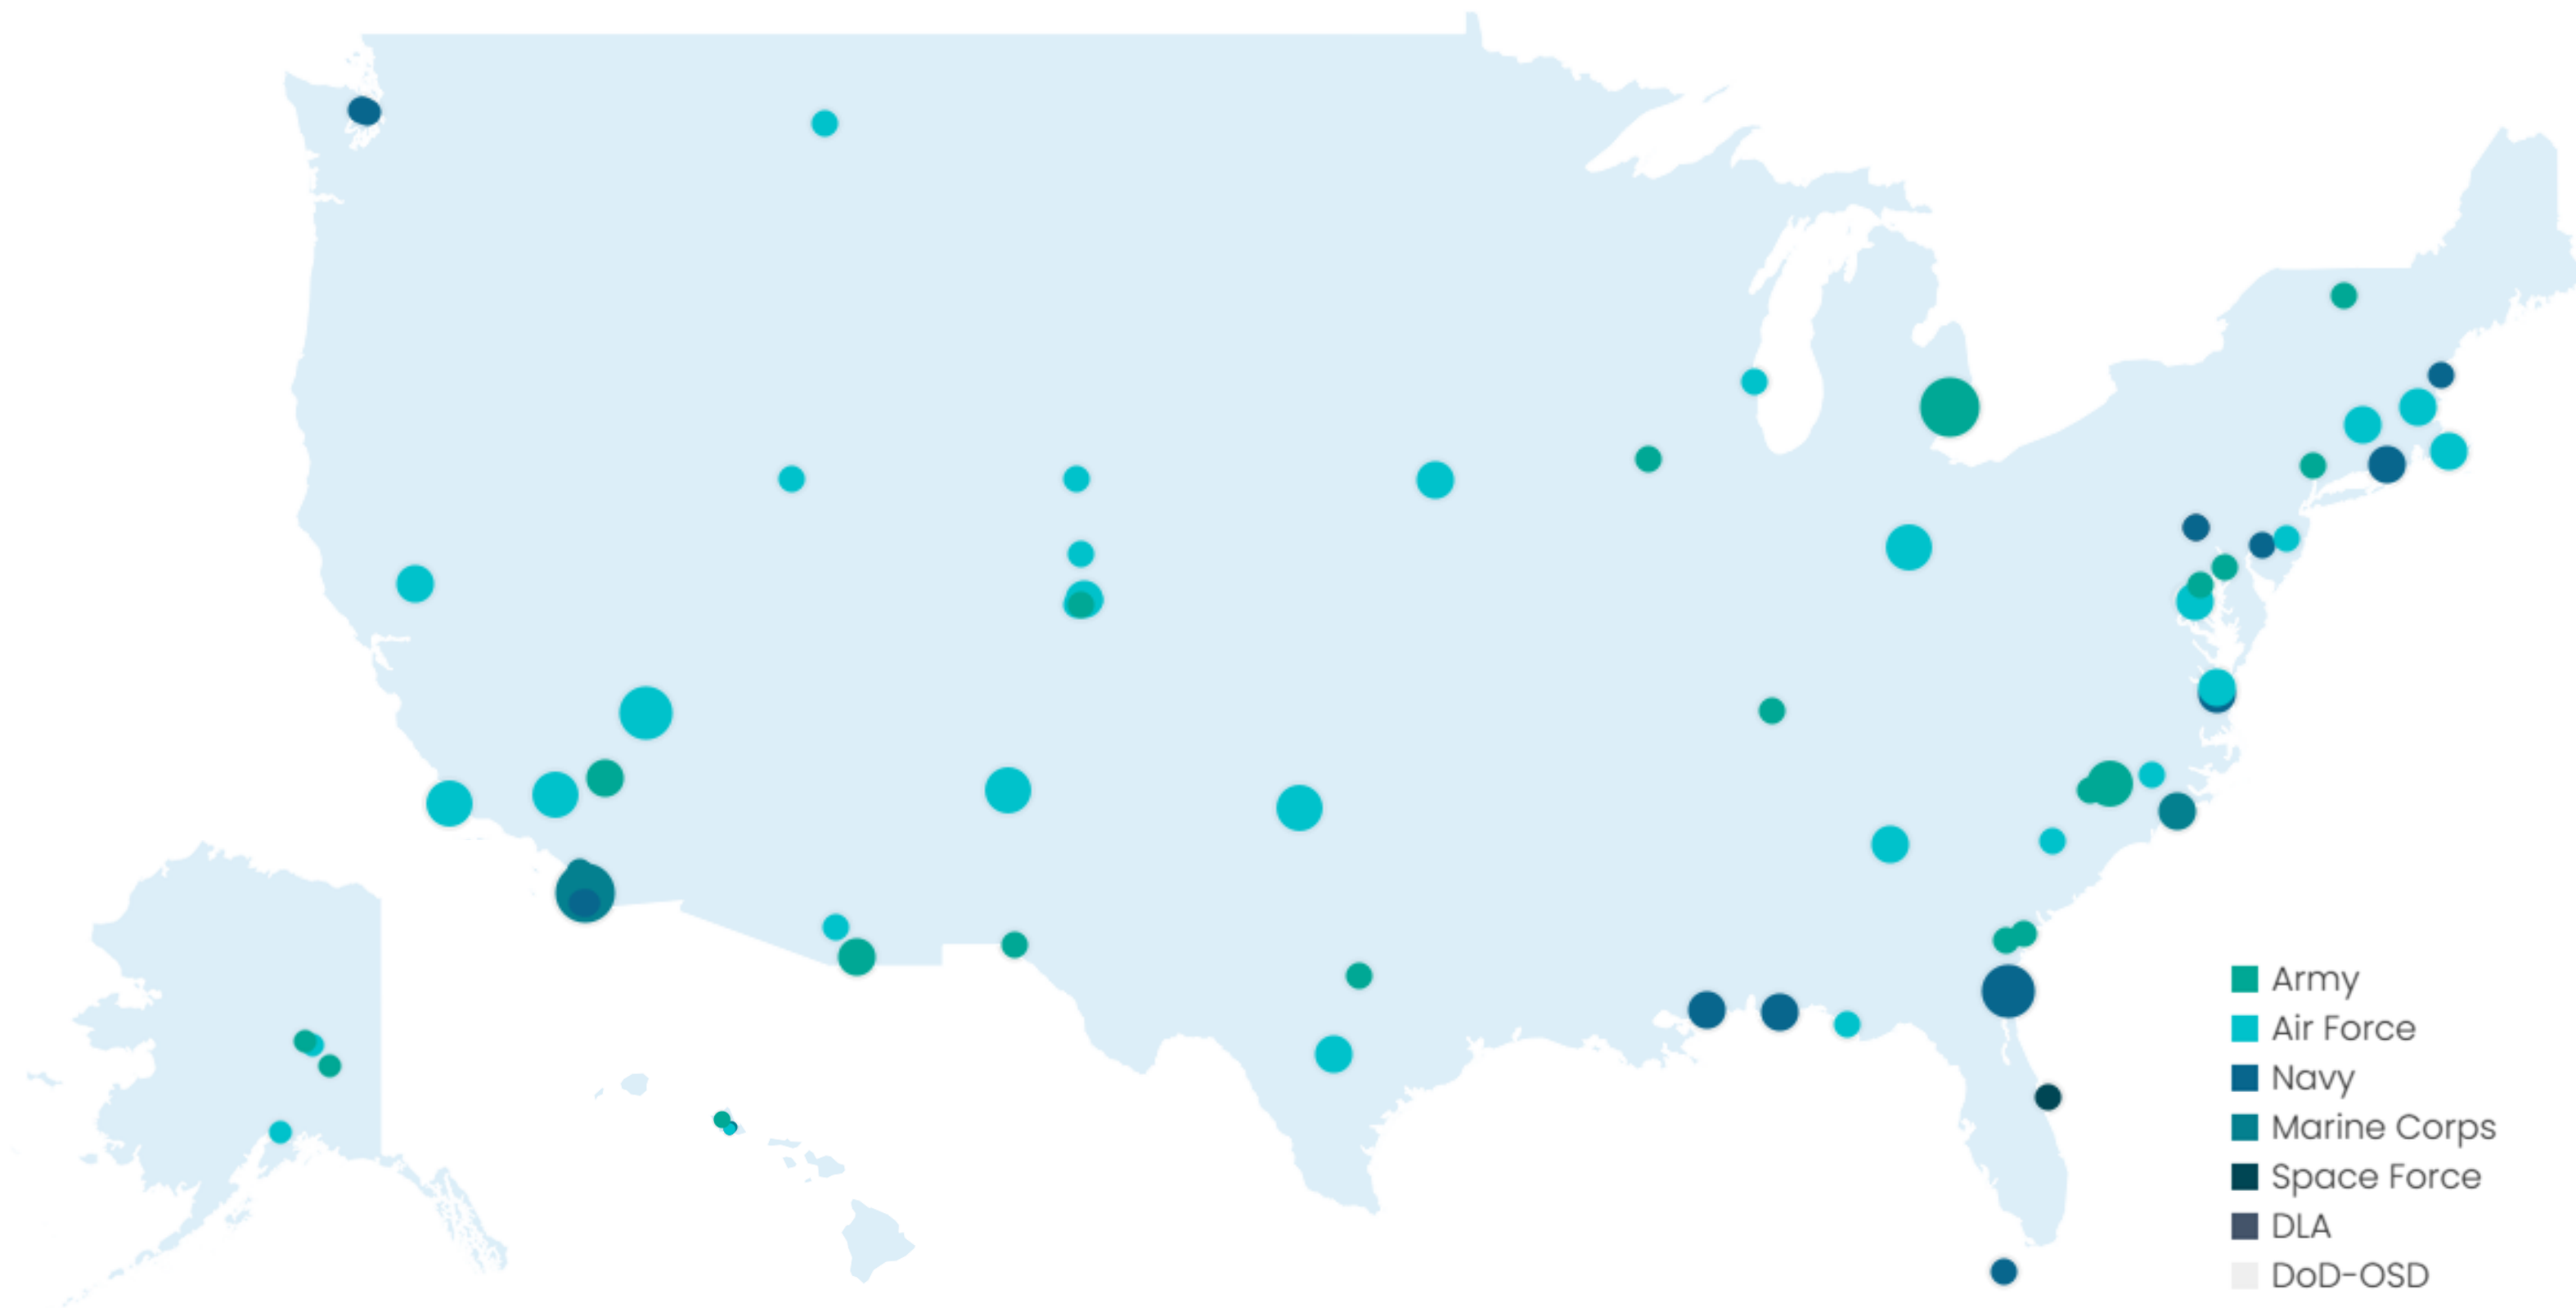 Army
Air Force
Navy
Marine Corps
Space Force
DLA
DoD-OSD